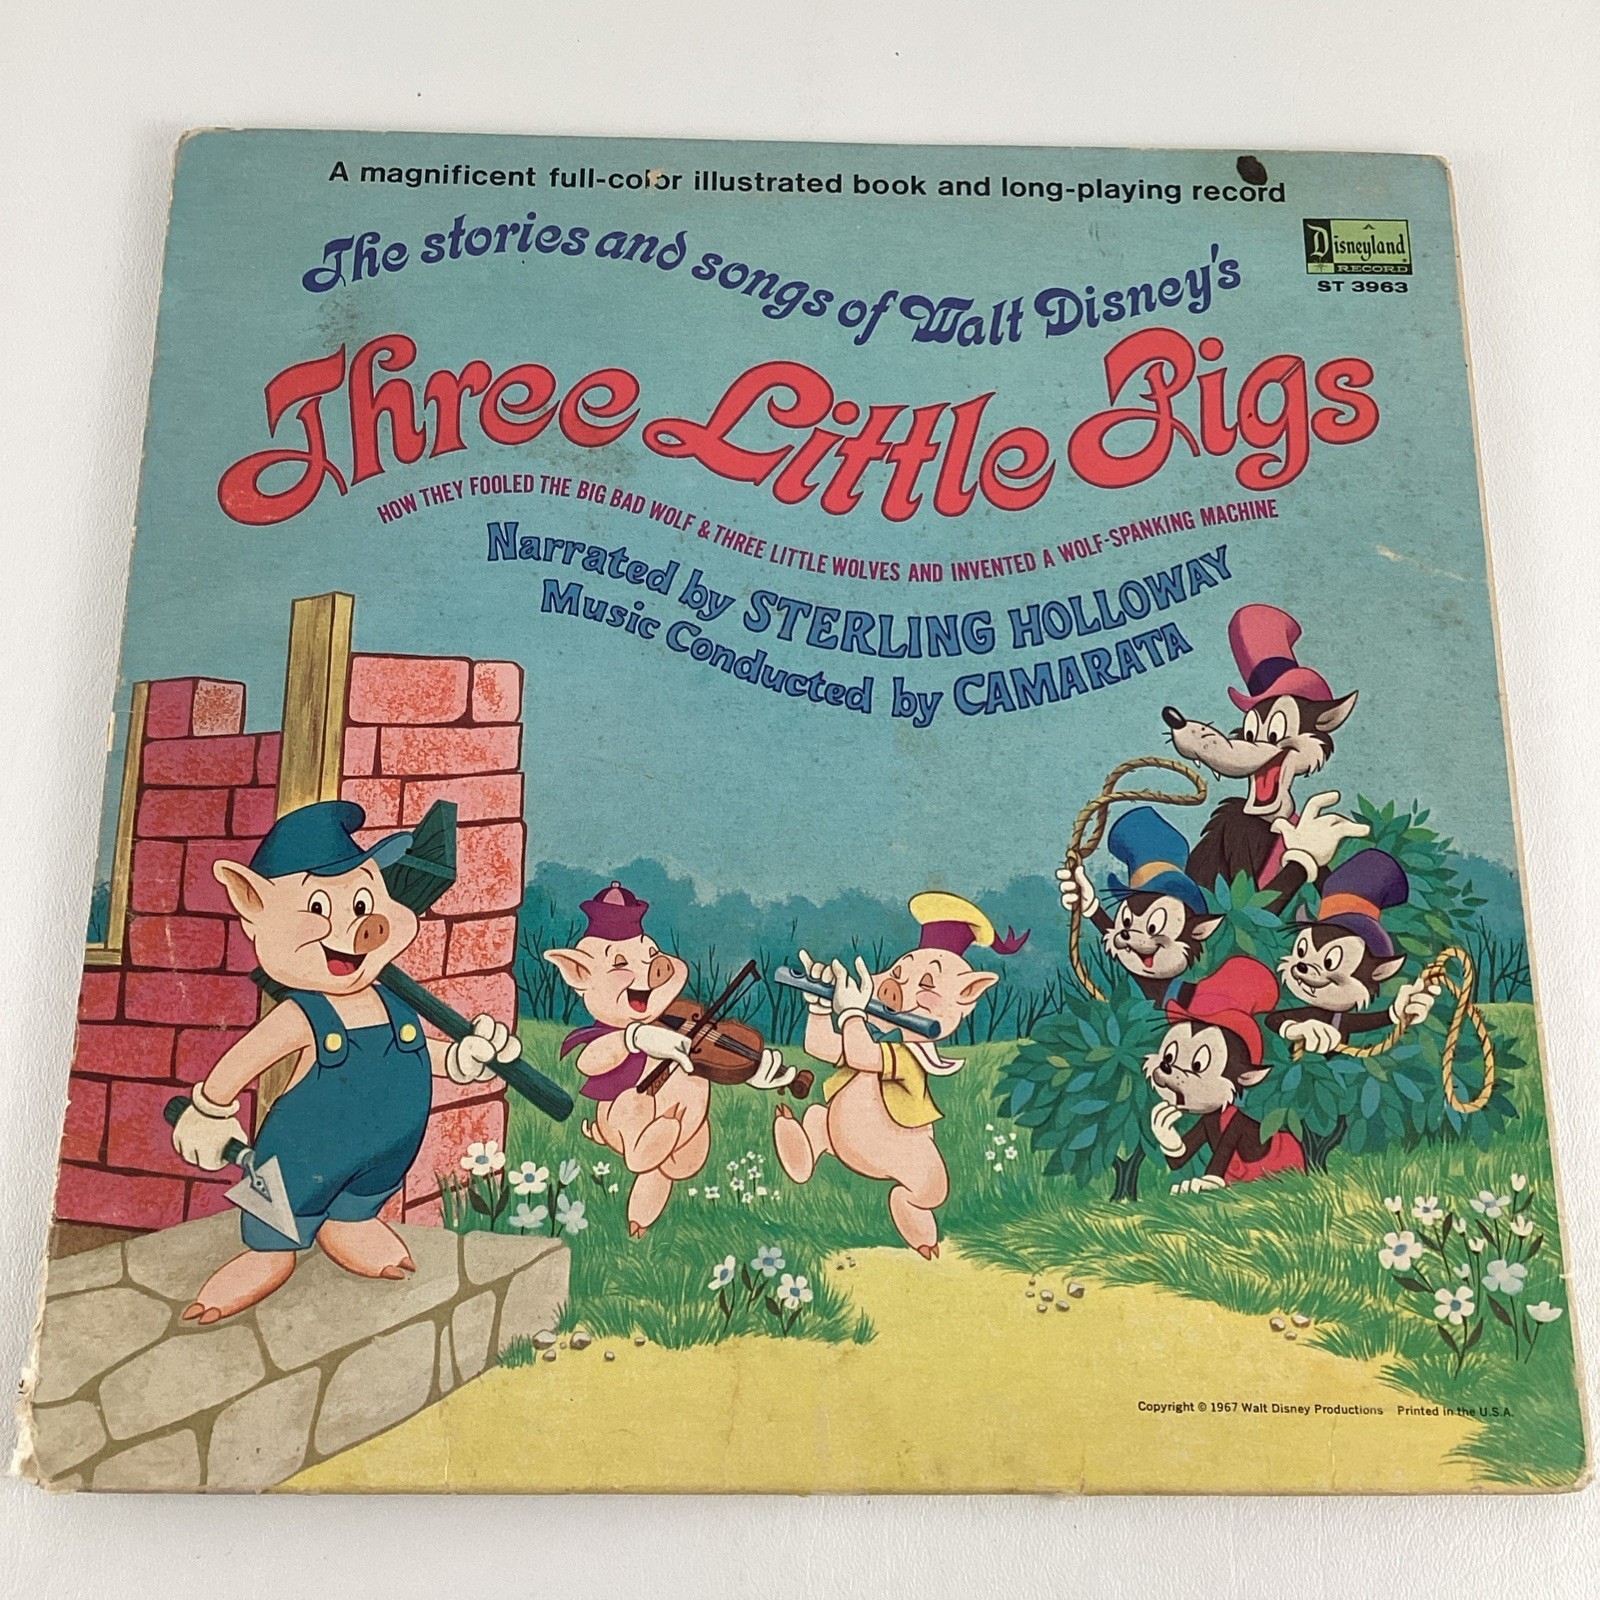 A magnificent full-color illustrated book and long-playing record
Disneyland
RECORD
ST 3963
The stories and songs of Walt Disney's
Three Little Pigs
HOW THEY FOOLED THE BIG BAD WOLF & THREE LITTLE WOLVES AND INVENTED A WOLF-SPANKING MACHINE
Narrated by STERLING HOLLOWAY
Music Conducted by CAMARATA
Copyright © 1967 Walt Disney Productions Printed in the U.S.A.